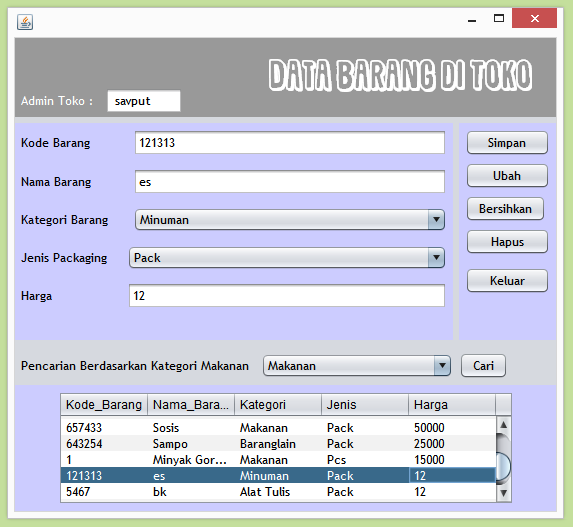 DATA BARANG DI TOKO
Admin Toko : savput
Kode Barang 121313 Simpan
Nama Barang es Ubah
Bersihkan
Kategori Barang Minuman
Hapus
Jenis Packaging Pack
Keluar
Harga 12
Pencarian Berdasarkan Kategori Makanan Makanan Cari
Kode_Barang Nama_Bara... Kategori Jenis Harga
657433 Sosis Makanan Pack 50000
643254 Sampo Baranglain Pack 25000
1 Minyak Gor... Makanan Pcs 15000
121313 es Minuman Pack 12
5467 bk Alat Tulis Pack 12